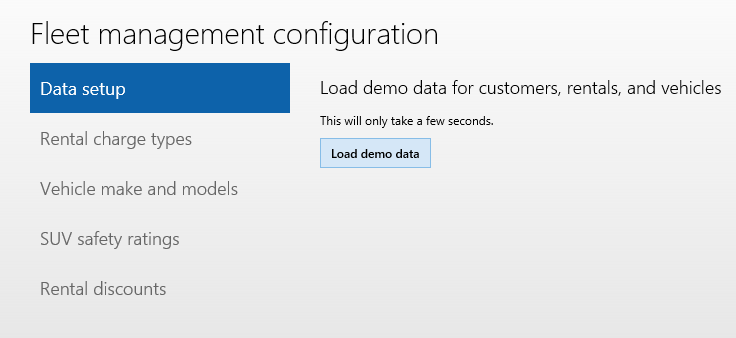 Fleet management configuration
Data setup
Rental charge types
Vehicle make and models
SUV safety ratings
Rental discounts
Load demo data for customers, rentals, and vehicles
This will only take a few seconds.
Load demo data